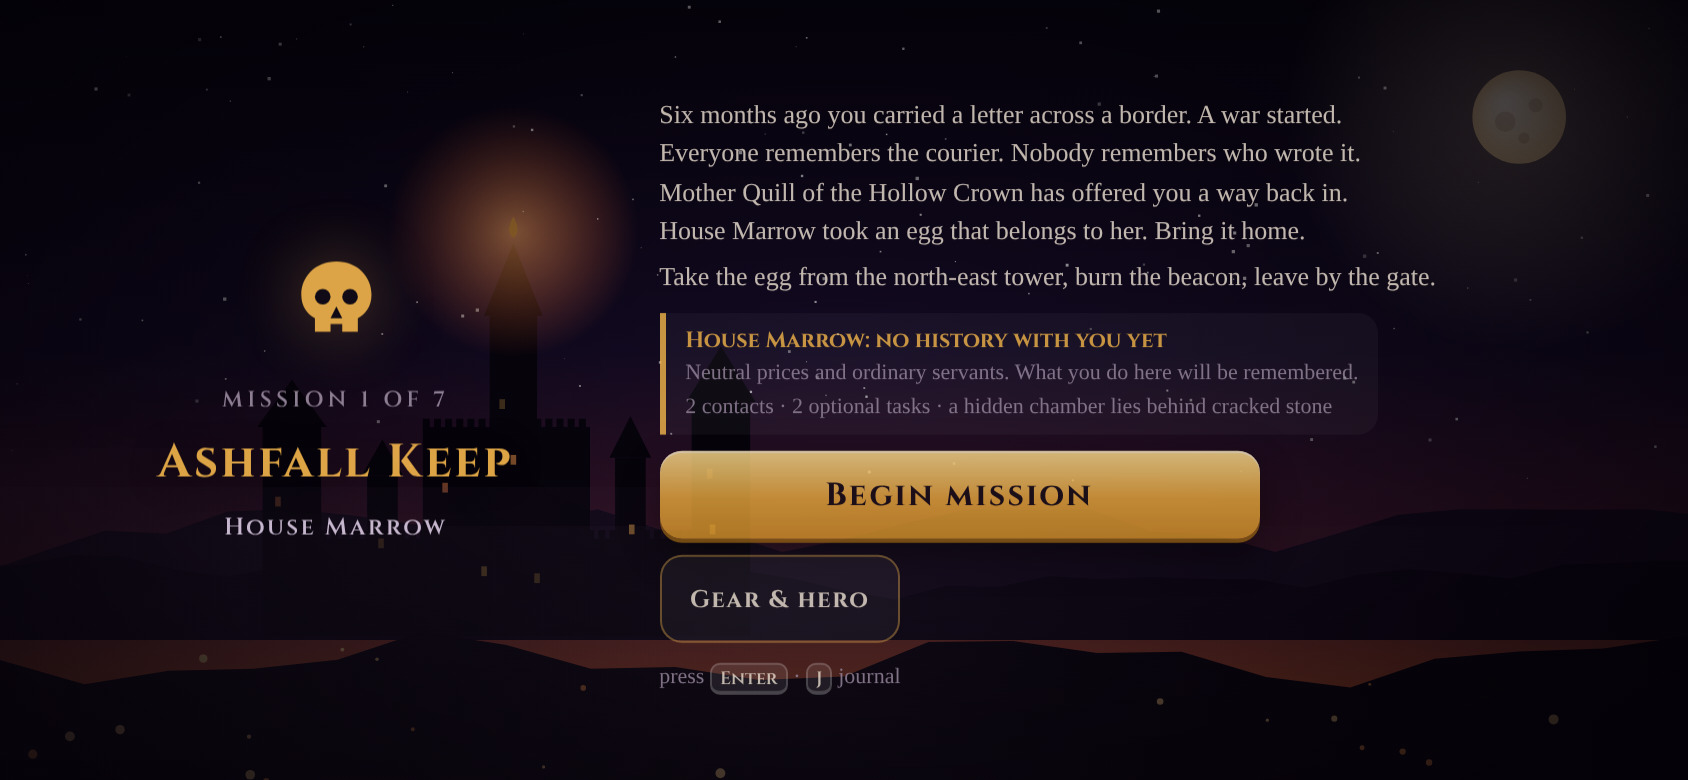 Mission 1 of 7
Ashfall Keep
House Marrow
Six months ago you carried a letter across a border. A war started.
Everyone remembers the courier. Nobody remembers who wrote it.
Mother Quill of the Hollow Crown has offered you a way back in.
House Marrow took an egg that belongs to her. Bring it home.
Take the egg from the north-east tower, burn the beacon, leave by the gate.
House Marrow: no history with you yet
Neutral prices and ordinary servants. What you do here will be remembered.
2 contacts · 2 optional tasks · a hidden chamber lies behind cracked stone
Begin mission
Gear & hero
press Enter · J journal